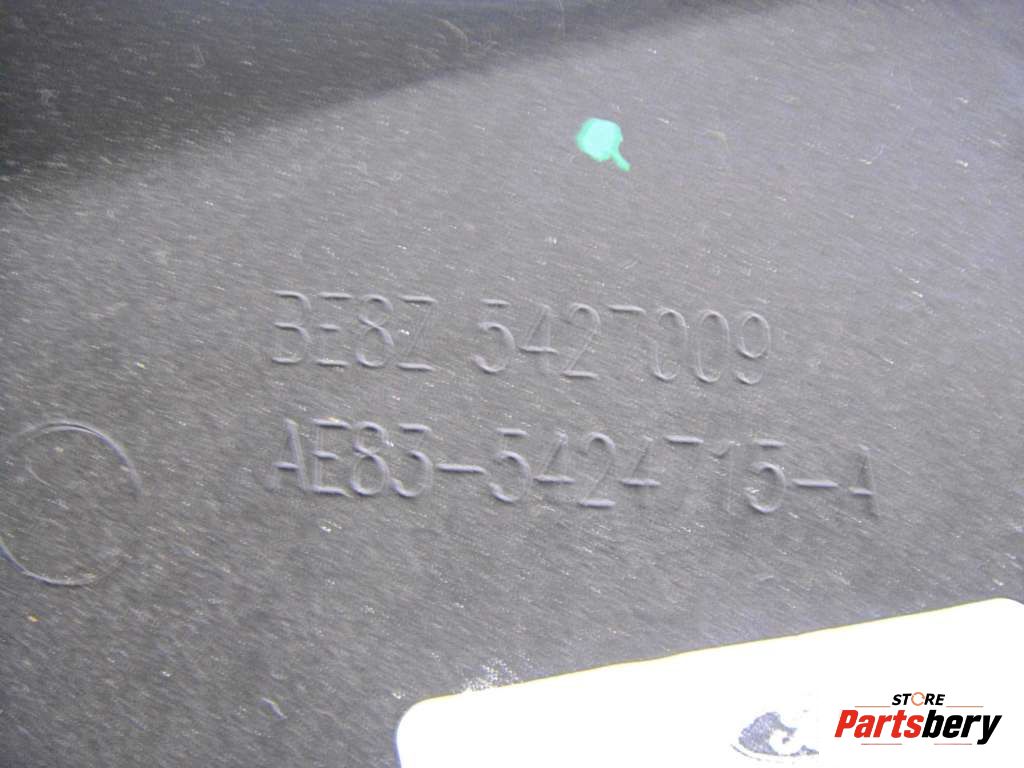 BE8Z 5427009
AE83-5424715-A
STORE
Partsbery